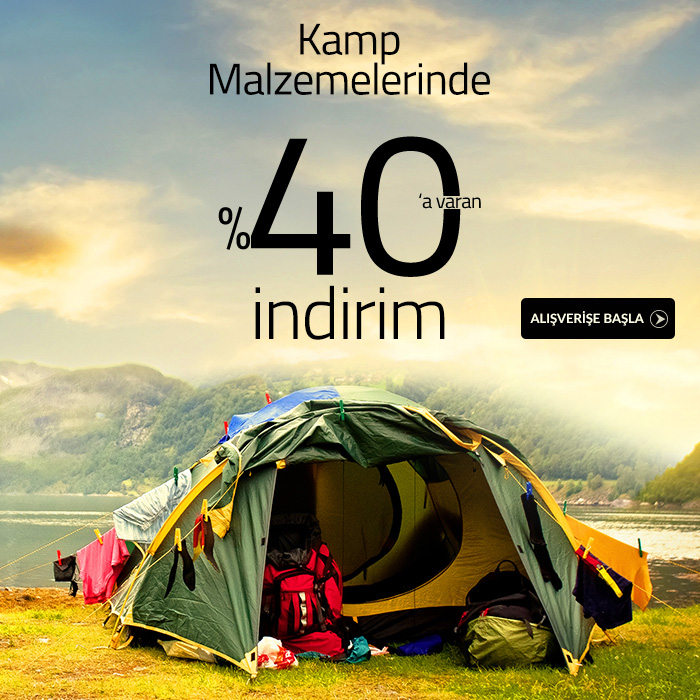 Kamp
Malzemelerinde
%40'a varan
indirim
ALIŞVERİŞE BAŞLA